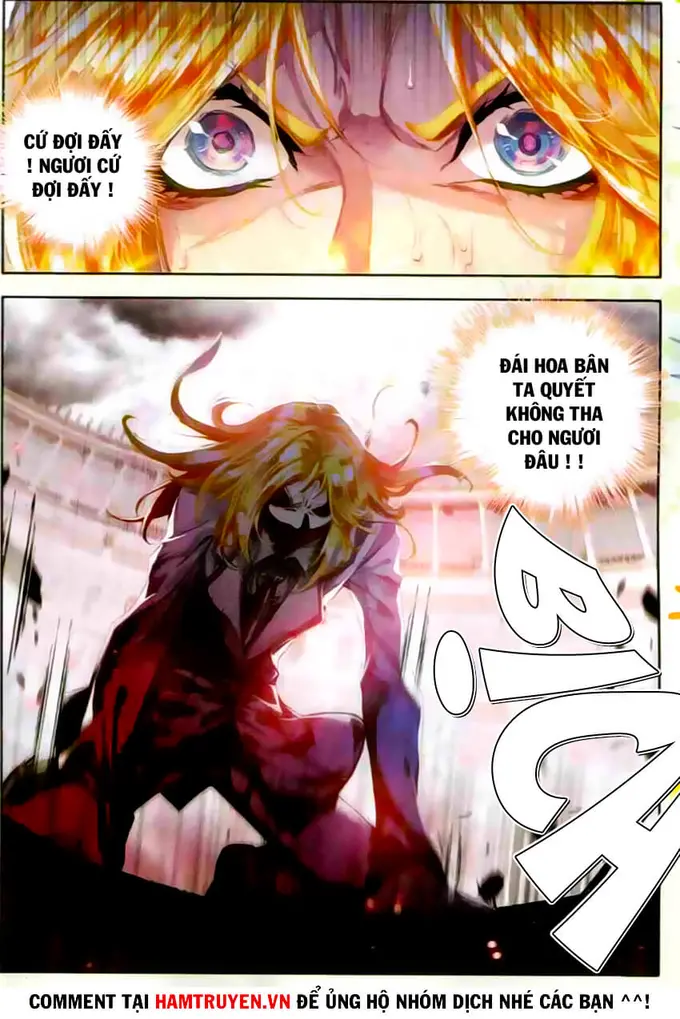 CỨ ĐỢI ĐẤY
! NGƯƠI CỨ
ĐỢI ĐẤY !
ĐÁI HOA BÂN
TA QUYẾT
KHÔNG THA
CHO NGƯƠI
ĐÂU ! !
BỊCH
COMMENT TẠI HAMTRUYEN.VN ĐỂ ỦNG HỘ NHÓM DỊCH NHÉ CÁC BẠN ^^!